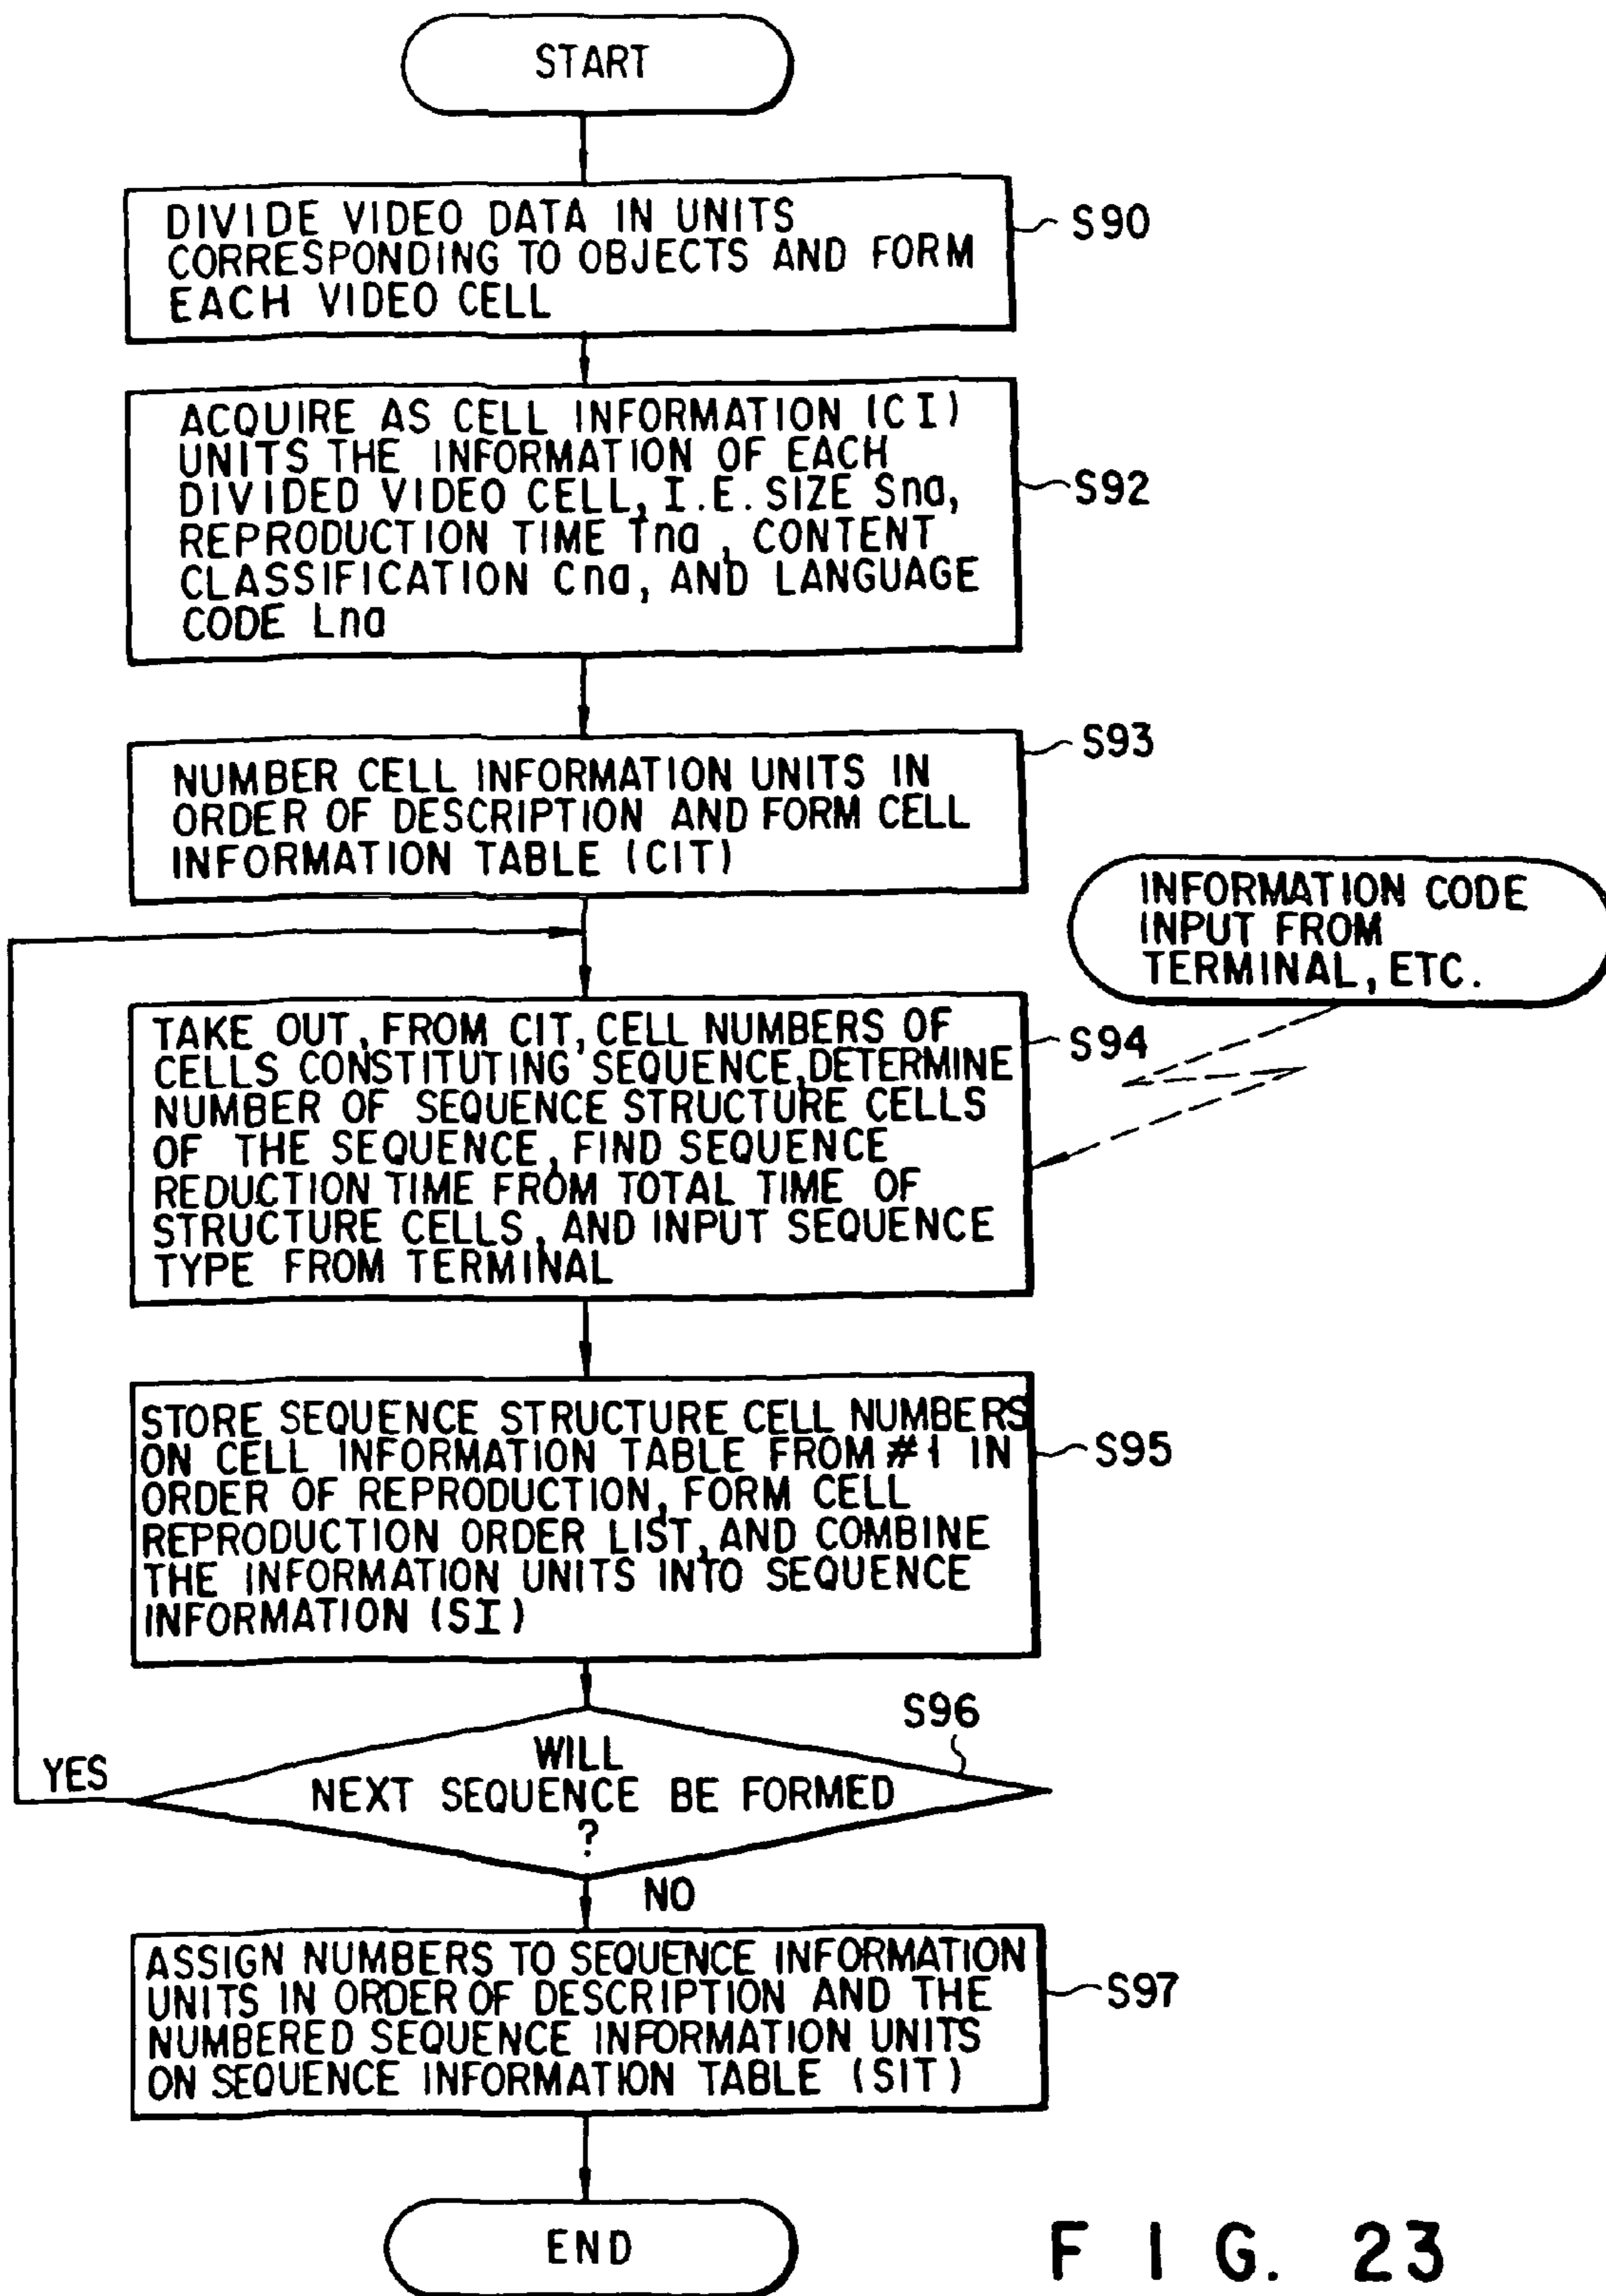 START
DIVIDE VIDEO DATA IN UNITS
CORRESPONDING TO OBJECTS AND FORM
EACH VIDEO CELL
S90
ACQUIRE AS CELL INFORMATION (CI)
UNITS THE INFORMATION OF EACH
DIVIDED VIDEO CELL, I.E. SIZE Sna,
REPRODUCTION TIME Tna, CONTENT
CLASSIFICATION Cna, AND LANGUAGE
CODE Lna
S92
NUMBER CELL INFORMATION UNITS IN
ORDER OF DESCRIPTION AND FORM CELL
INFORMATION TABLE (CIT)
S93
INFORMATION CODE
INPUT FROM
TERMINAL, ETC.
TAKE OUT, FROM CIT, CELL NUMBERS OF
CELLS CONSTITUTING SEQUENCE, DETERMINE
NUMBER OF SEQUENCE STRUCTURE CELLS
OF THE SEQUENCE, FIND SEQUENCE
REDUCTION TIME FROM TOTAL TIME OF
STRUCTURE CELLS, AND INPUT SEQUENCE
TYPE FROM TERMINAL
S94
STORE SEQUENCE STRUCTURE CELL NUMBERS
ON CELL INFORMATION TABLE FROM #1 IN
ORDER OF REPRODUCTION, FORM CELL
REPRODUCTION ORDER LIST, AND COMBINE
THE INFORMATION UNITS INTO SEQUENCE
INFORMATION (SI)
S95
S96
WILL
NEXT SEQUENCE BE FORMED
?
YES
NO
ASSIGN NUMBERS TO SEQUENCE INFORMATION
UNITS IN ORDER OF DESCRIPTION AND THE
NUMBERED SEQUENCE INFORMATION UNITS
ON SEQUENCE INFORMATION TABLE (SIT)
S97
END
FIG. 23